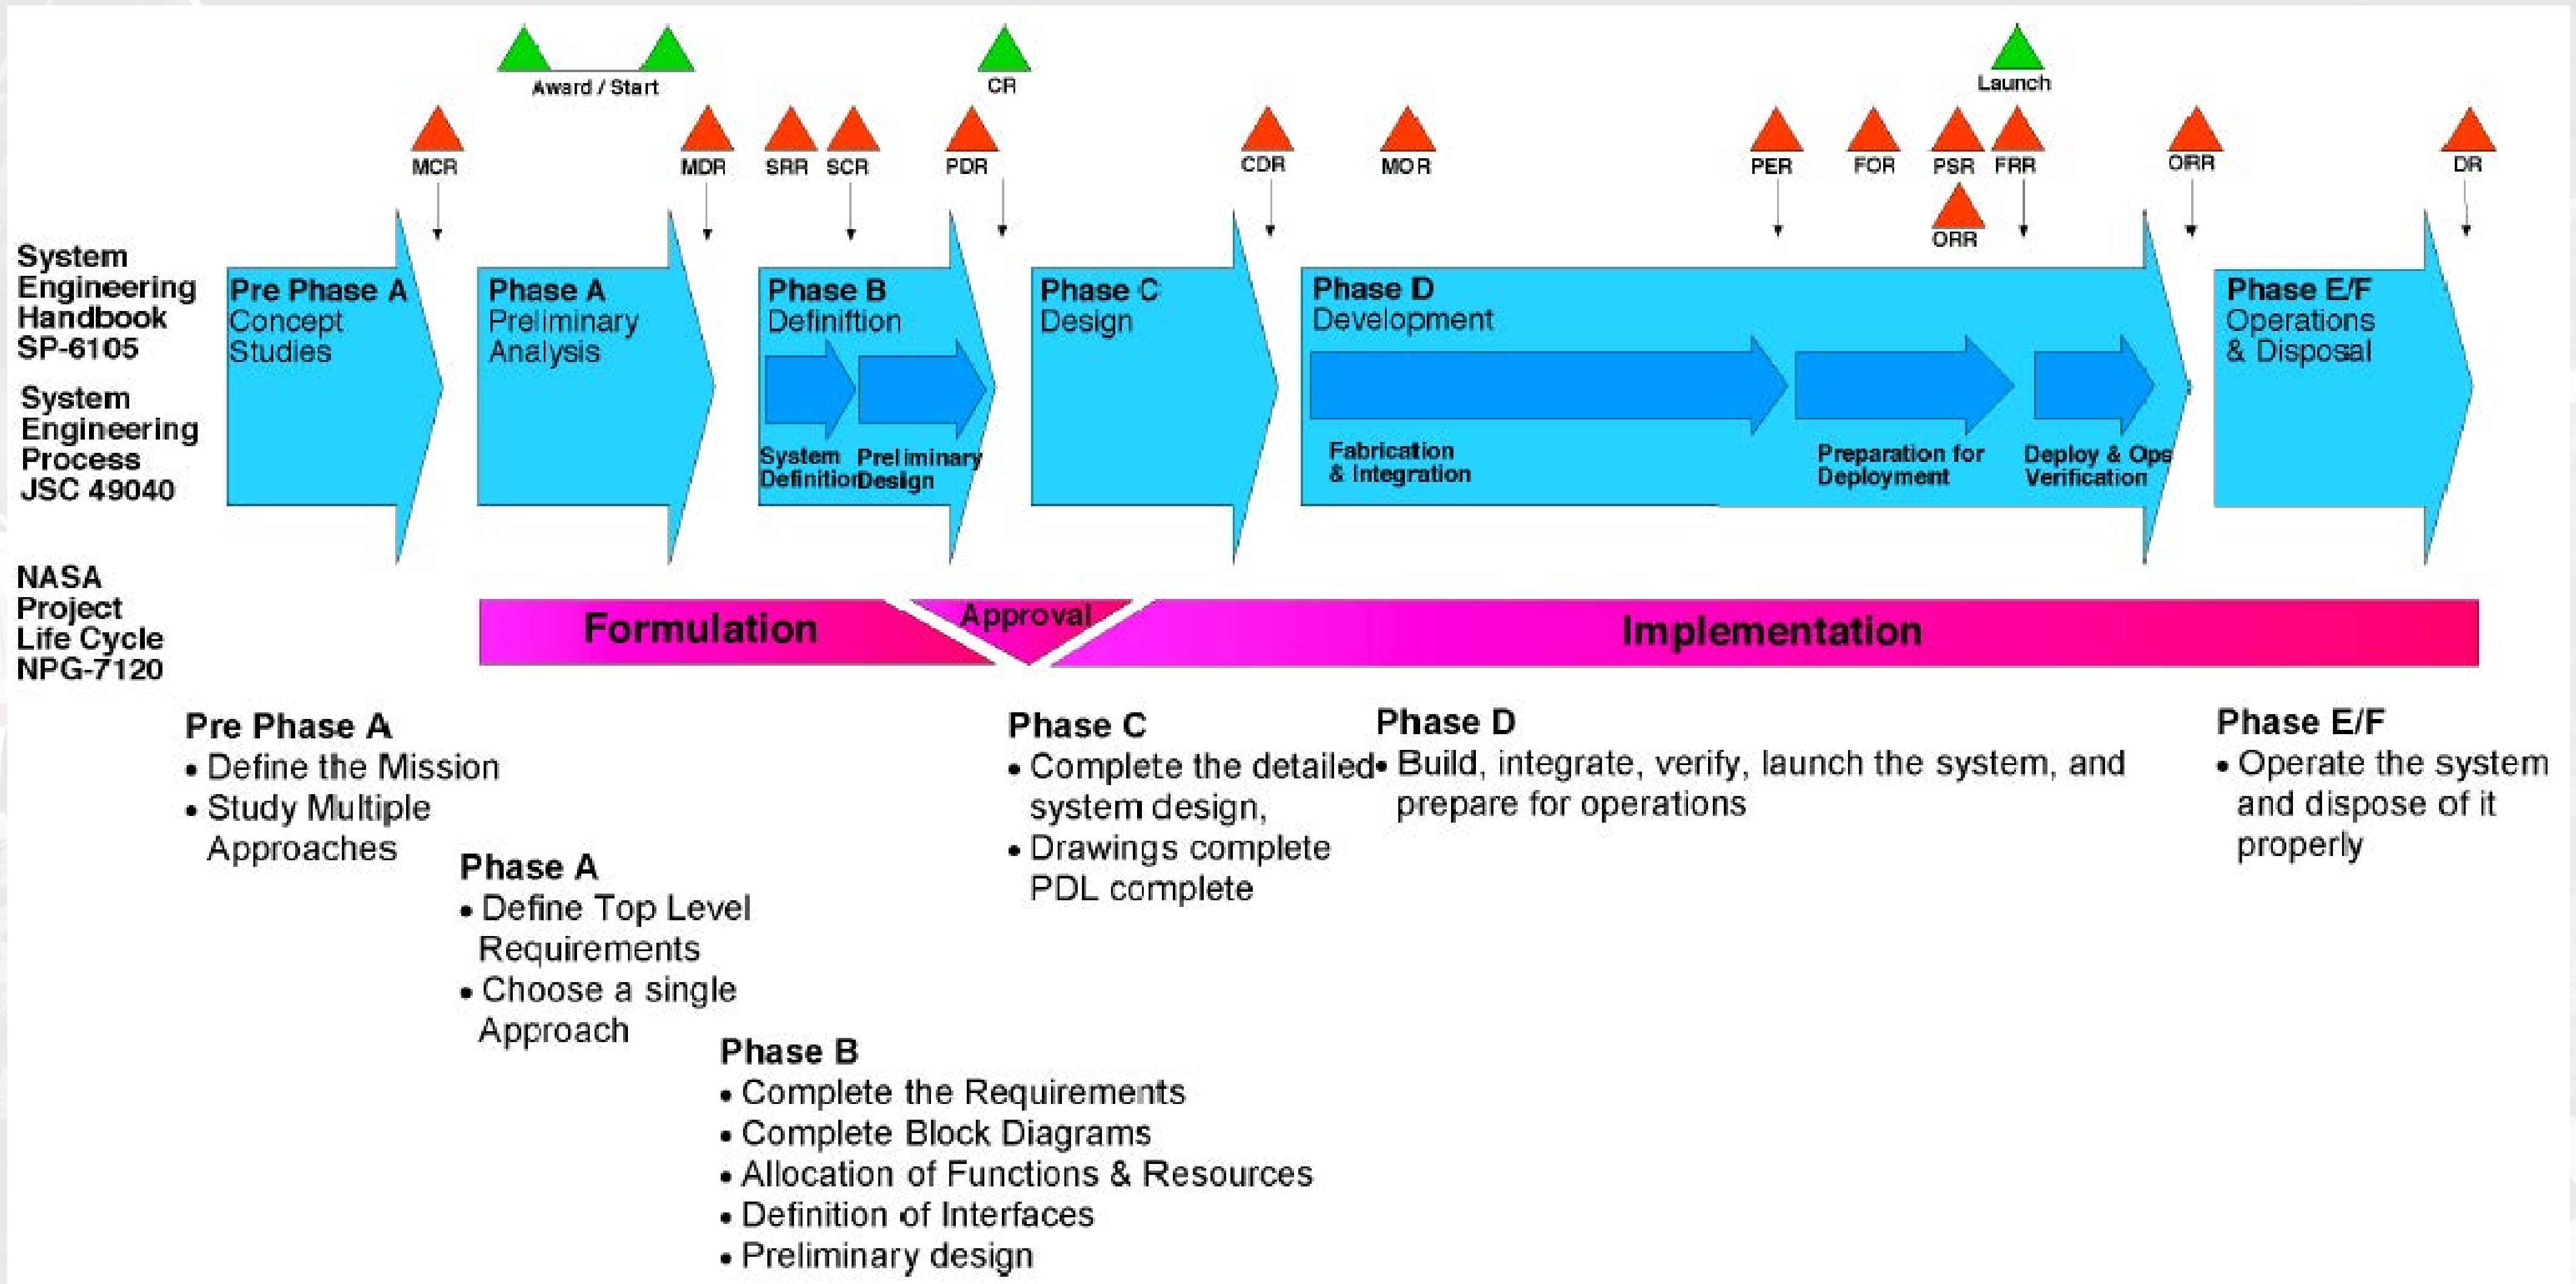 Award / Start
CR
Launch
MCR
MDR
SRR
SCR
PDR
CDR
MOR
PER
FOR
PSR
FRR
ORR
DR
ORR
System
Engineering
Handbook
SP-6105
System
Engineering
Process
JSC 49040
Pre Phase A
Concept
Studies
Phase A
Preliminary
Analysis
Phase B
Definiftion
System
Definition
Preliminary
Design
Phase C
Design
Phase D
Development
Fabrication
& Integration
Preparation for
Deployment
Deploy & Ops
Verification
Phase E/F
Operations
& Disposal
NASA
Project
Life Cycle
NPG-7120
Formulation
Approval
Implementation
Pre Phase A
• Define the Mission
• Study Multiple
Approaches
Phase A
• Define Top Level
Requirements
• Choose a single
Approach
Phase B
• Complete the Requirements
• Complete Block Diagrams
• Allocation of Functions & Resources
• Definition of Interfaces
• Preliminary design
Phase C
• Complete the detailed
system design,
• Drawings complete
PDL complete
Phase D
• Build, integrate, verify, launch the system, and
prepare for operations
Phase E/F
• Operate the system
and dispose of it
properly